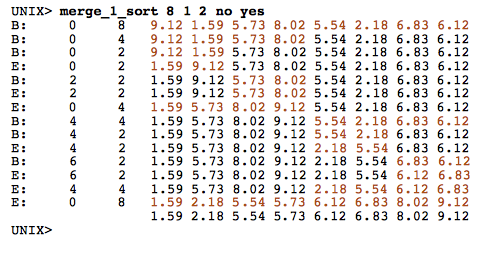 UNIX> merge_1_sort 8 1 2 no yes
B: 0 8 9.12 1.59 5.73 8.02 5.54 2.18 6.83 6.12
B: 0 4 9.12 1.59 5.73 8.02 5.54 2.18 6.83 6.12
B: 0 2 9.12 1.59 5.73 8.02 5.54 2.18 6.83 6.12
E: 0 2 1.59 9.12 5.73 8.02 5.54 2.18 6.83 6.12
B: 2 2 1.59 9.12 5.73 8.02 5.54 2.18 6.83 6.12
E: 2 2 1.59 9.12 5.73 8.02 5.54 2.18 6.83 6.12
E: 0 4 1.59 5.73 8.02 9.12 5.54 2.18 6.83 6.12
B: 4 4 1.59 5.73 8.02 9.12 5.54 2.18 6.83 6.12
B: 4 2 1.59 5.73 8.02 9.12 5.54 2.18 6.83 6.12
E: 4 2 1.59 5.73 8.02 9.12 2.18 5.54 6.83 6.12
B: 6 2 1.59 5.73 8.02 9.12 2.18 5.54 6.83 6.12
E: 6 2 1.59 5.73 8.02 9.12 2.18 5.54 6.12 6.83
E: 4 4 1.59 5.73 8.02 9.12 2.18 5.54 6.12 6.83
E: 0 8 1.59 2.18 5.54 5.73 6.12 6.83 8.02 9.12
1.59 2.18 5.54 5.73 6.12 6.83 8.02 9.12
UNIX>